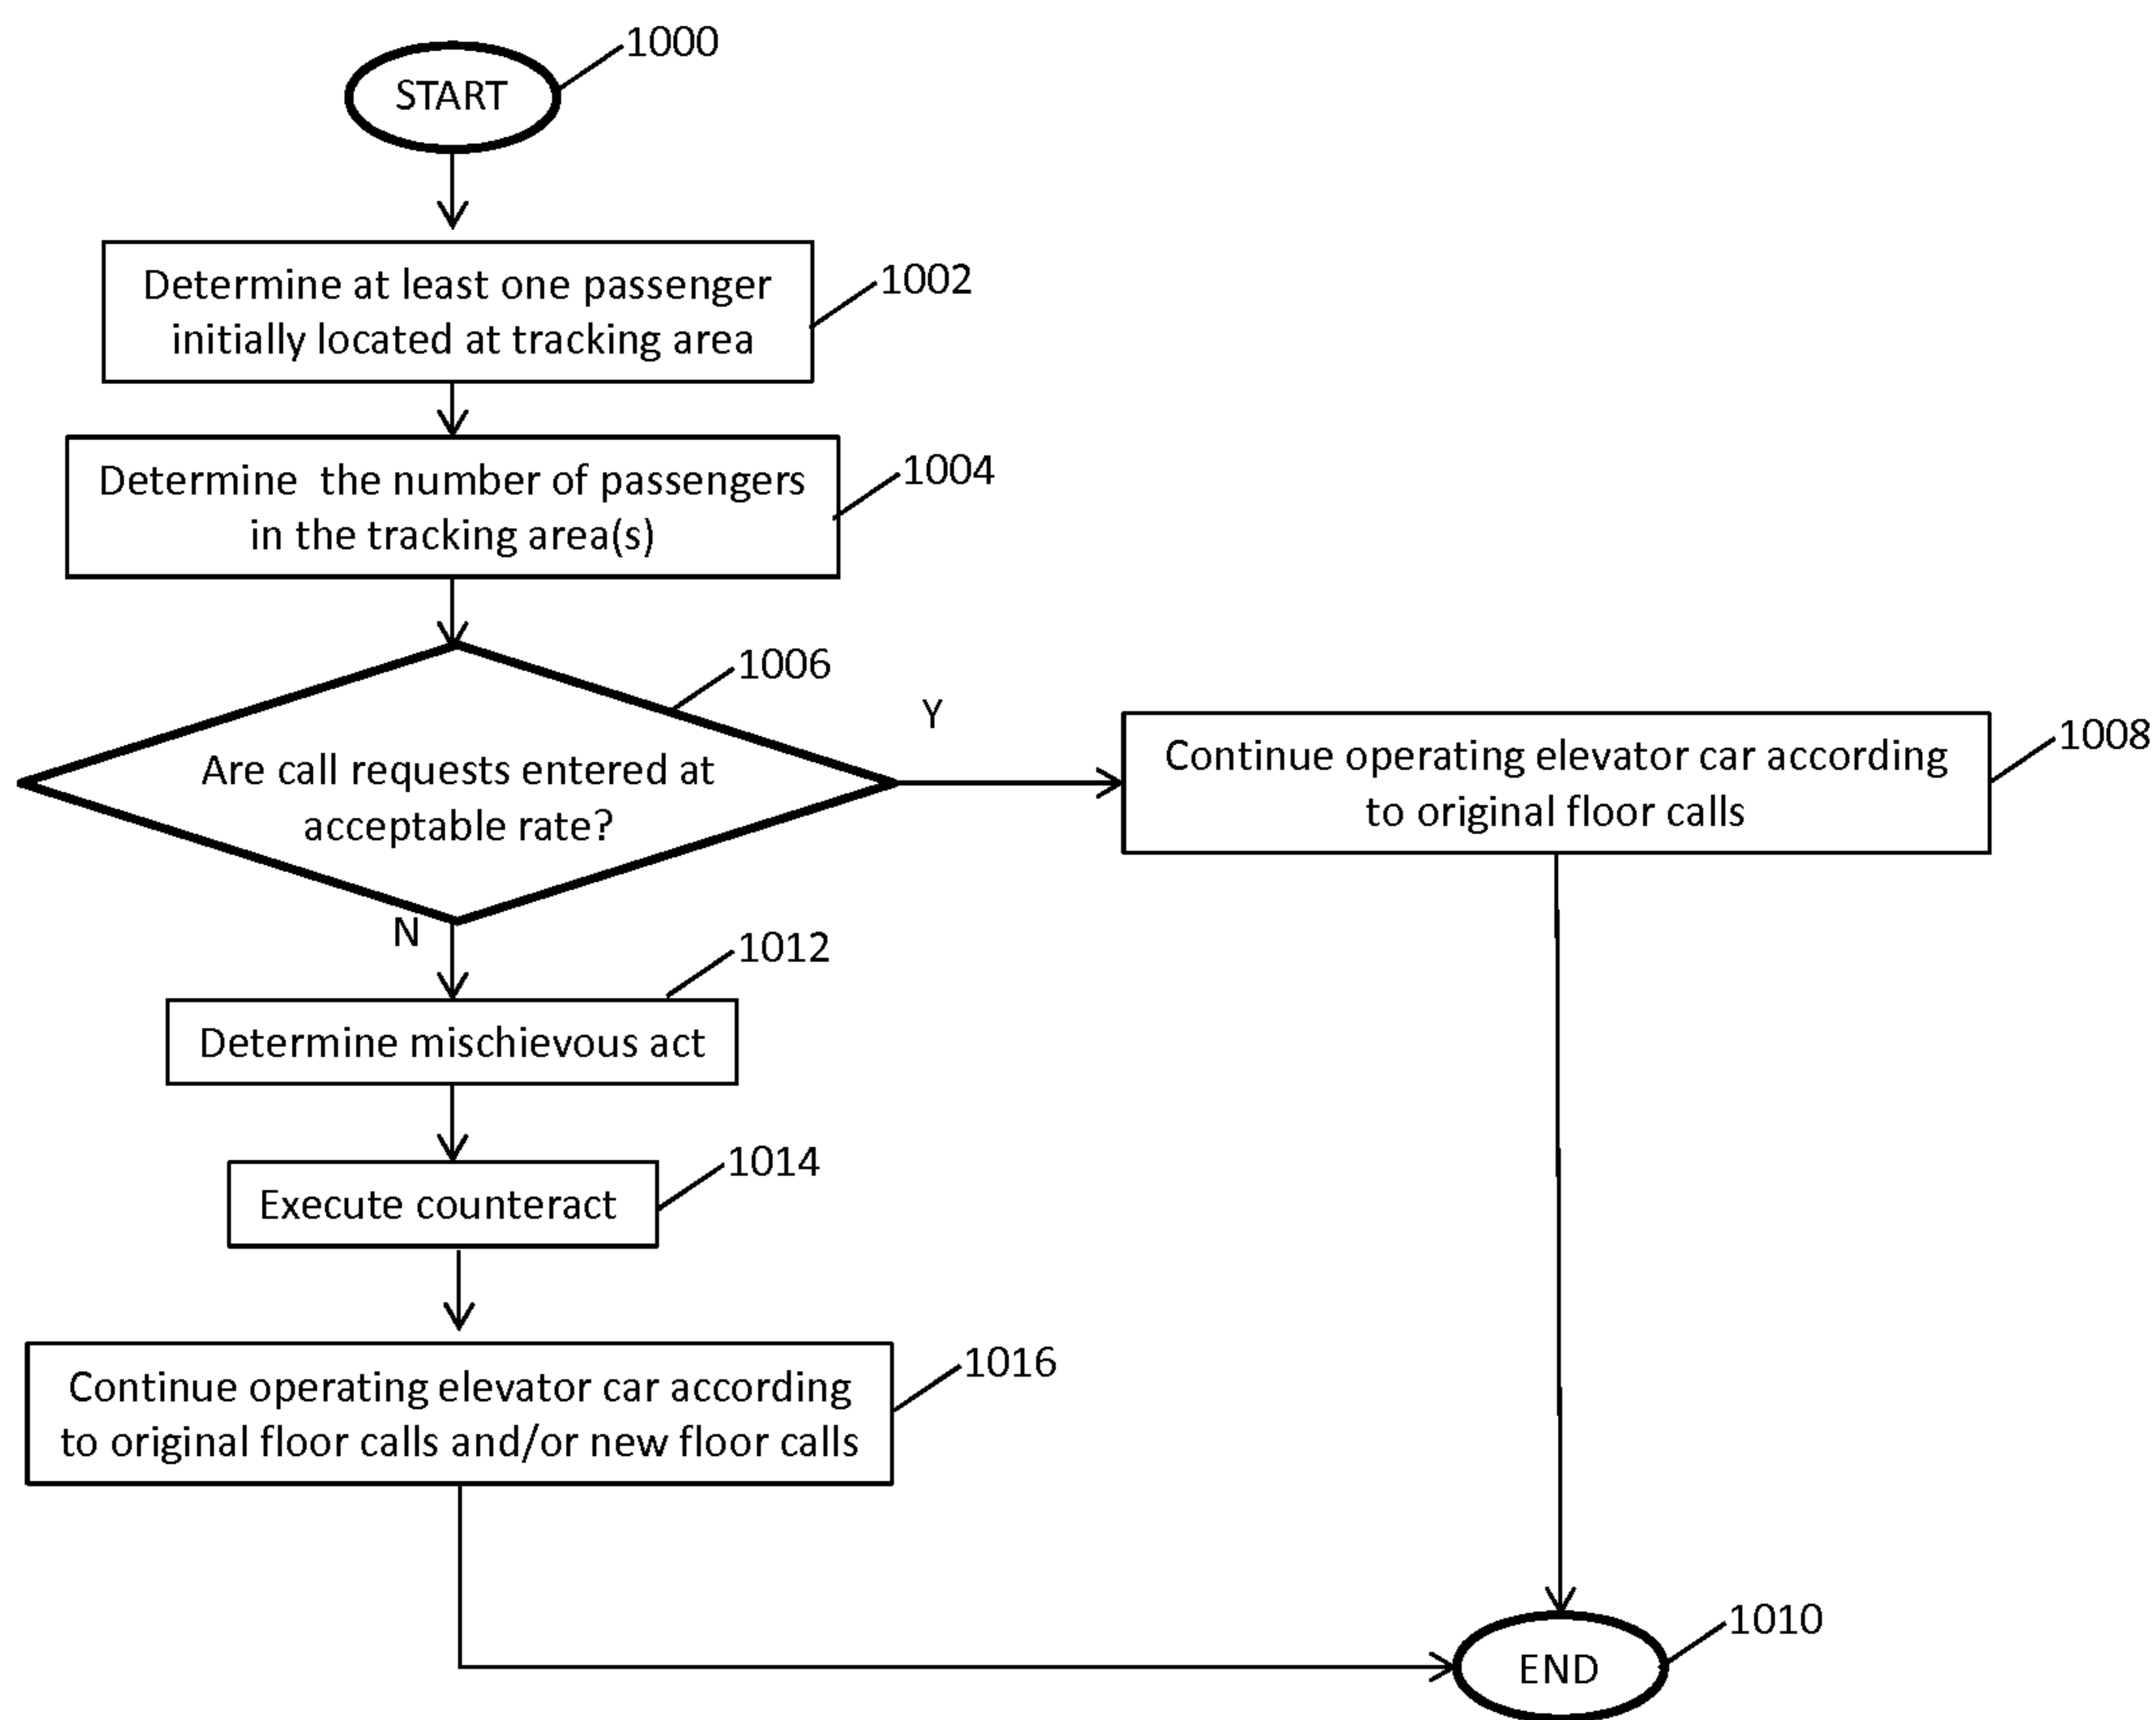 1000
START
Determine at least one passenger
initially located at tracking area
1002
Determine the number of passengers
in the tracking area(s)
1004
1006
Are call requests entered at
acceptable rate?
Y
Continue operating elevator car according
to original floor calls
1008
N
1012
Determine mischievous act
1014
Execute counteract
1016
Continue operating elevator car according
to original floor calls and/or new floor calls
1010
END